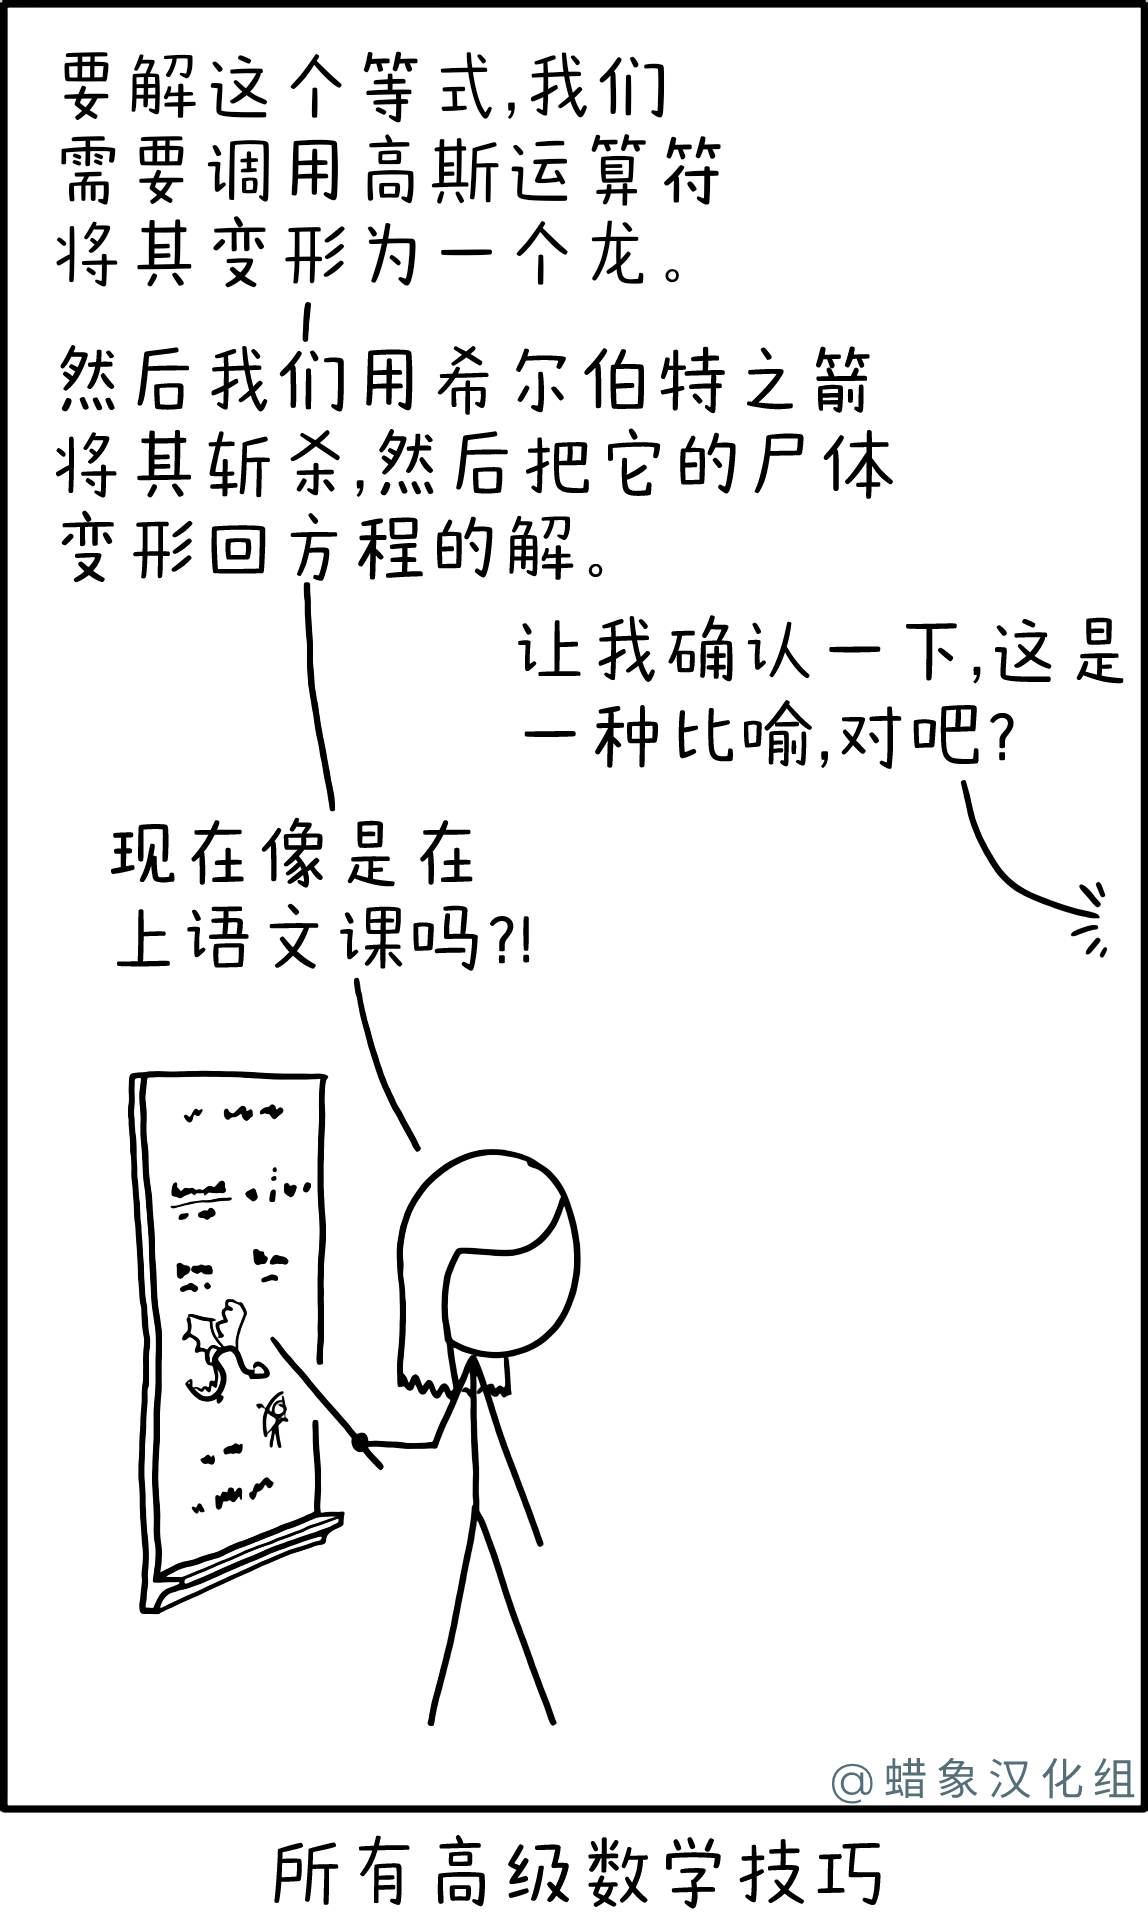 要解这个等式,我们
需要调用高斯运算符
将其变形为一个龙。
然后我们用希尔伯特之箭
将其斩杀,然后把它的尸体
变形回方程的解。
让我确认一下,这是
一种比喻,对吧?
现在像是在
上语文课吗?!
@蜡象汉化组
所有高级数学技巧